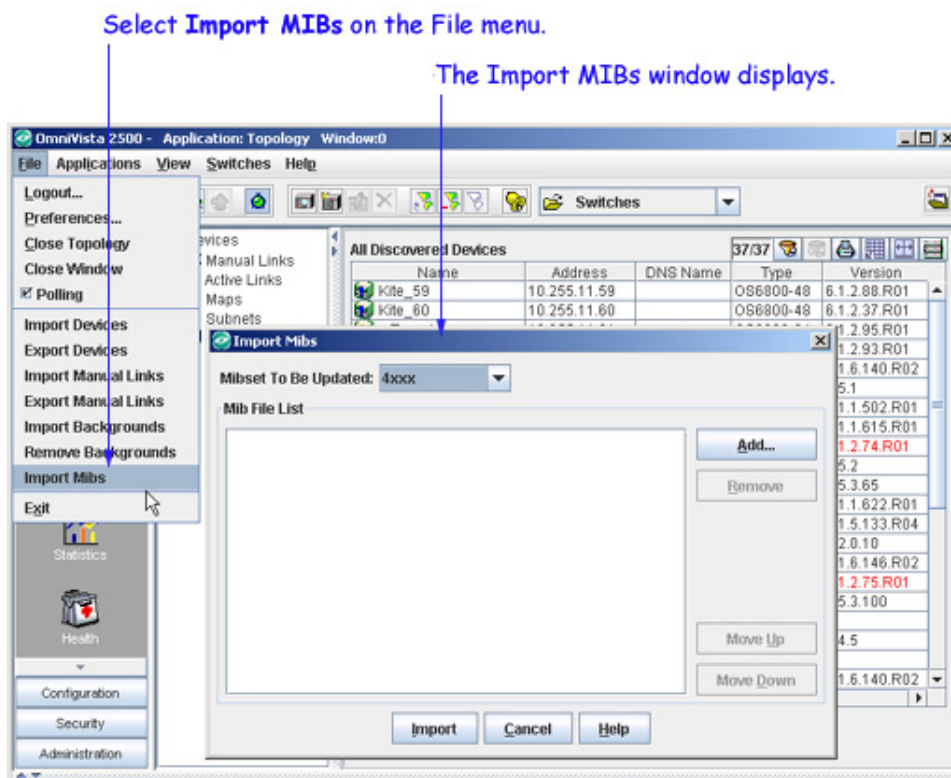 Select Import MIBs on the File menu.
The Import MIBs window displays.
OmniVista 2500 - Application: Topology Window:0
File Applications View Switches Help
Switches
Logout...
Preferences...
Close Topology
Close Window
Polling
Import Devices
Export Devices
Import Manual Links
Export Manual Links
Import Backgrounds
Remove Backgrounds
Import Mibs
Exit
Manual Links
Active Links
Maps
Subnets
All Discovered Devices
37/37
Name Address DNS Name Type Version
Kite_59 10.255.11.59 OS6800-48 6.1.2.88.R01
Kite_60 10.255.11.60 OS6800-48 6.1.2.37.R01
1.2.95.R01
1.2.93.R01
1.6.140.R02
5.1
1.1.502.R01
1.1.615.R01
1.2.74.R01
5.2
5.3.65
1.1.622.R01
1.5.133.R04
2.0.10
1.6.146.R02
1.2.75.R01
5.3.100
4.5
1.6.140.R02
Import Mibs
Mibset To Be Updated: 4xxx
Mib File List
Add...
Remove
Move Up
Move Down
Import Cancel Help
Statistics
Health
Configuration
Security
Administration